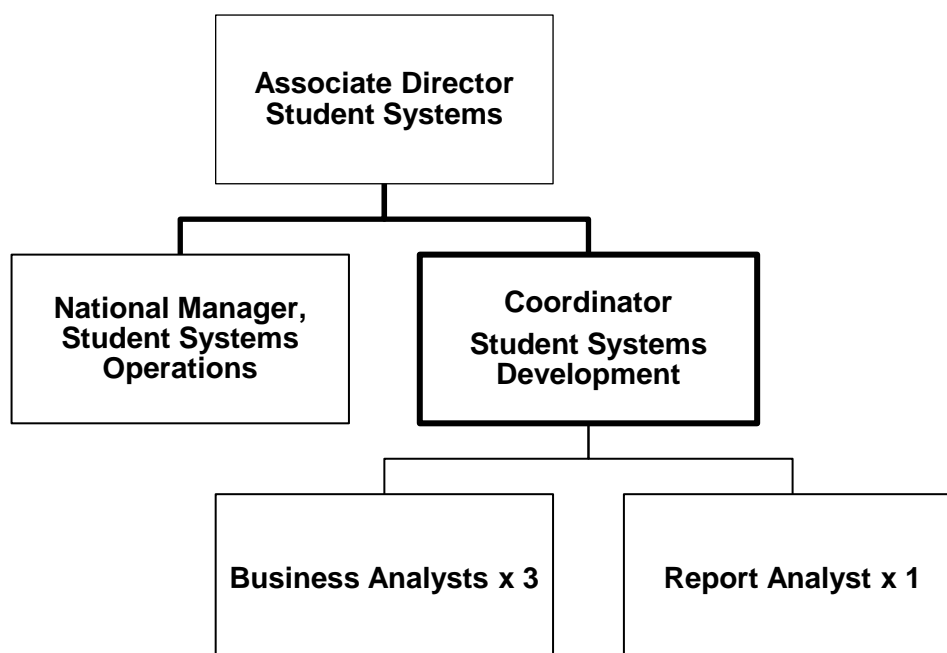 Associate Director
Student Systems
National Manager,
Student Systems
Operations
Coordinator
Student Systems
Development
Business Analysts x 3
Report Analyst x 1